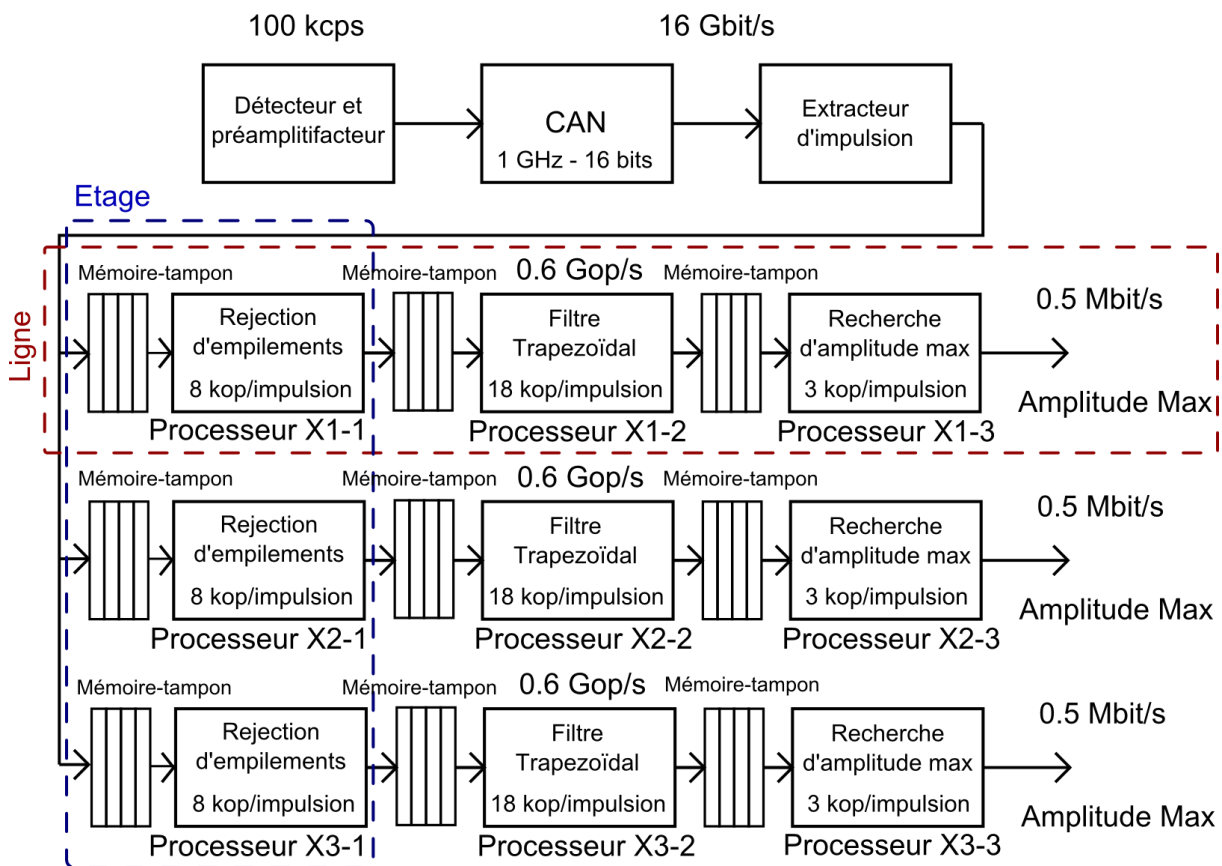 100 kcps
16 Gbit/s
Détecteur et
préamplitifacteur
CAN
1 GHz - 16 bits
Extracteur
d'impulsion
Etage
Ligne
Mémoire-tampon
Rejection
d'empilements
8 kop/impulsion
Processeur X1-1
Mémoire-tampon
0.6 Gop/s
Filtre
Trapezoïdal
18 kop/impulsion
Processeur X1-2
Mémoire-tampon
Recherche
d'amplitude max
3 kop/impulsion
Processeur X1-3
0.5 Mbit/s
Amplitude Max
Mémoire-tampon
Rejection
d'empilements
8 kop/impulsion
Processeur X2-1
Mémoire-tampon
0.6 Gop/s
Filtre
Trapezoïdal
18 kop/impulsion
Processeur X2-2
Mémoire-tampon
Recherche
d'amplitude max
3 kop/impulsion
Processeur X2-3
0.5 Mbit/s
Amplitude Max
Mémoire-tampon
Rejection
d'empilements
8 kop/impulsion
Processeur X3-1
Mémoire-tampon
0.6 Gop/s
Filtre
Trapezoïdal
18 kop/impulsion
Processeur X3-2
Mémoire-tampon
Recherche
d'amplitude max
3 kop/impulsion
Processeur X3-3
0.5 Mbit/s
Amplitude Max